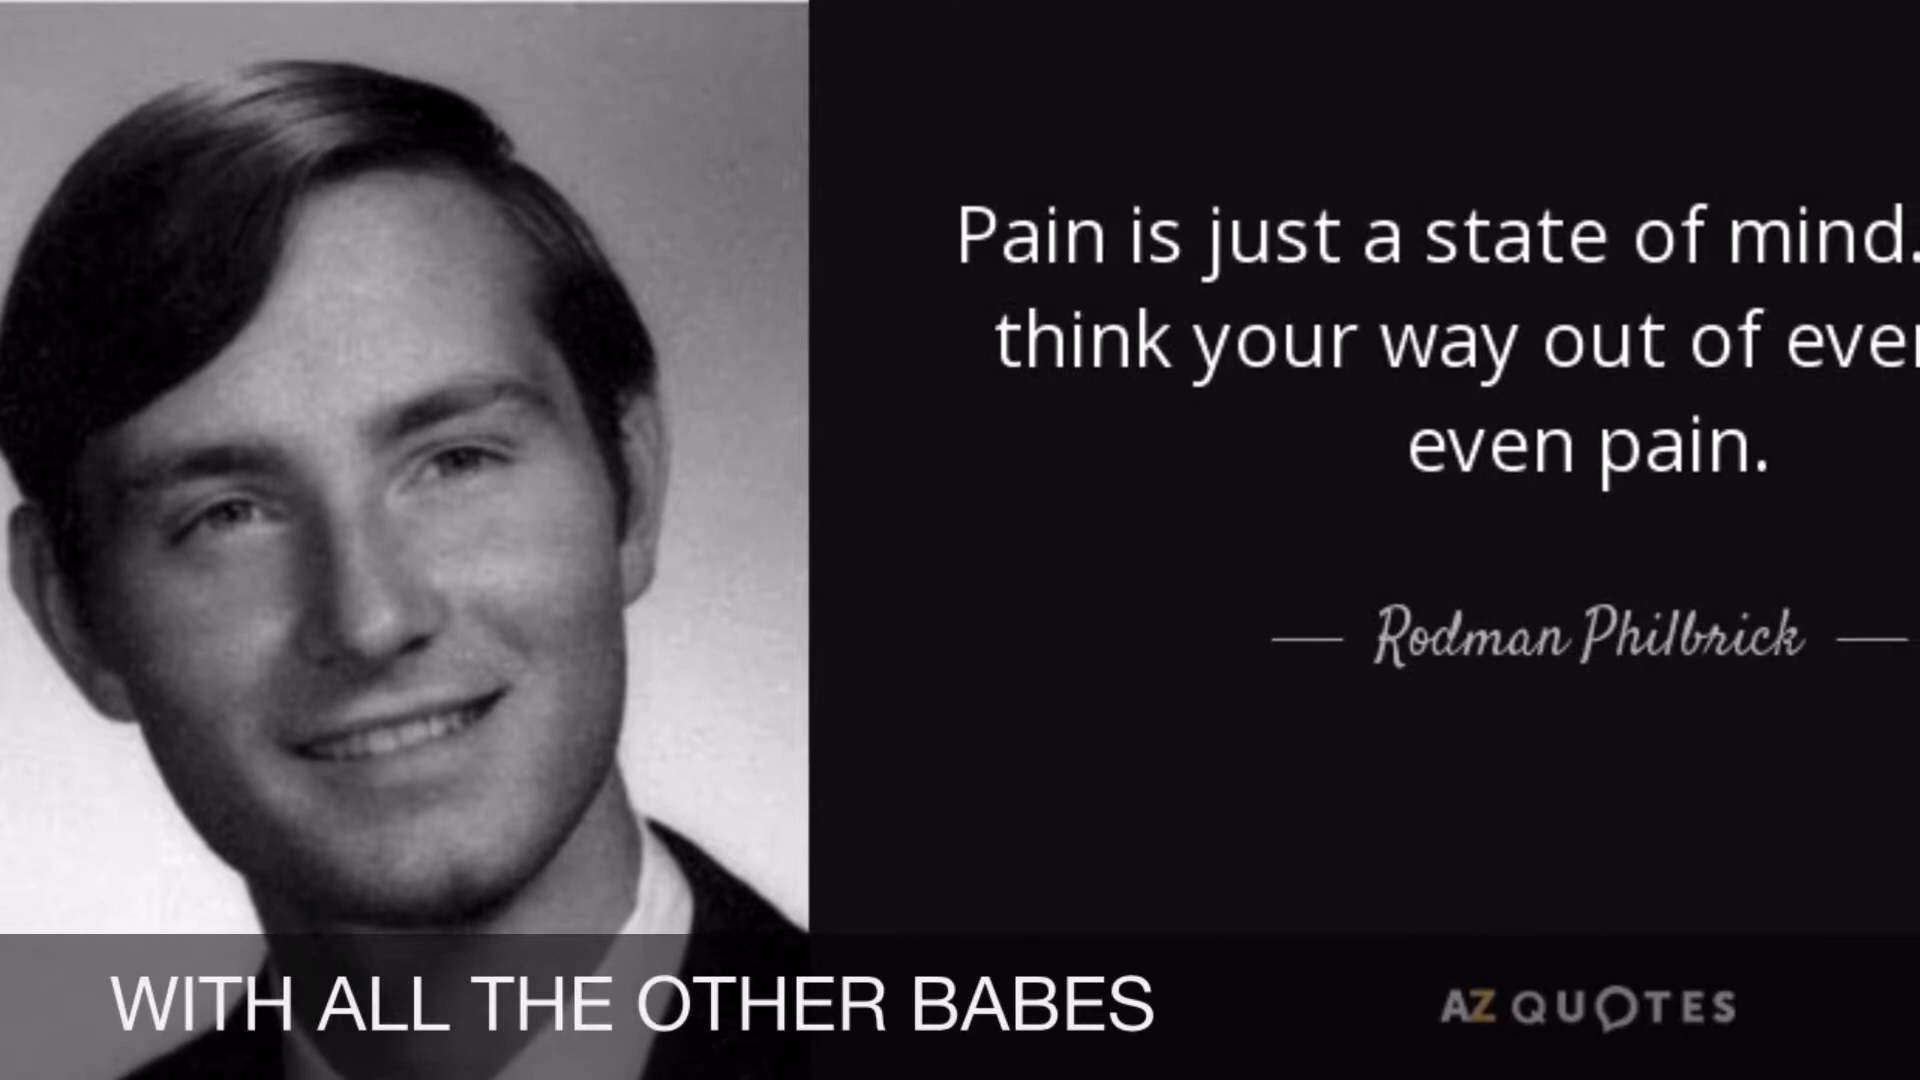 Pain is just a state of mind.
think your way out of ever
even pain.
Rodman Philbrick
WITH ALL THE OTHER BABES
AZ QUOTES